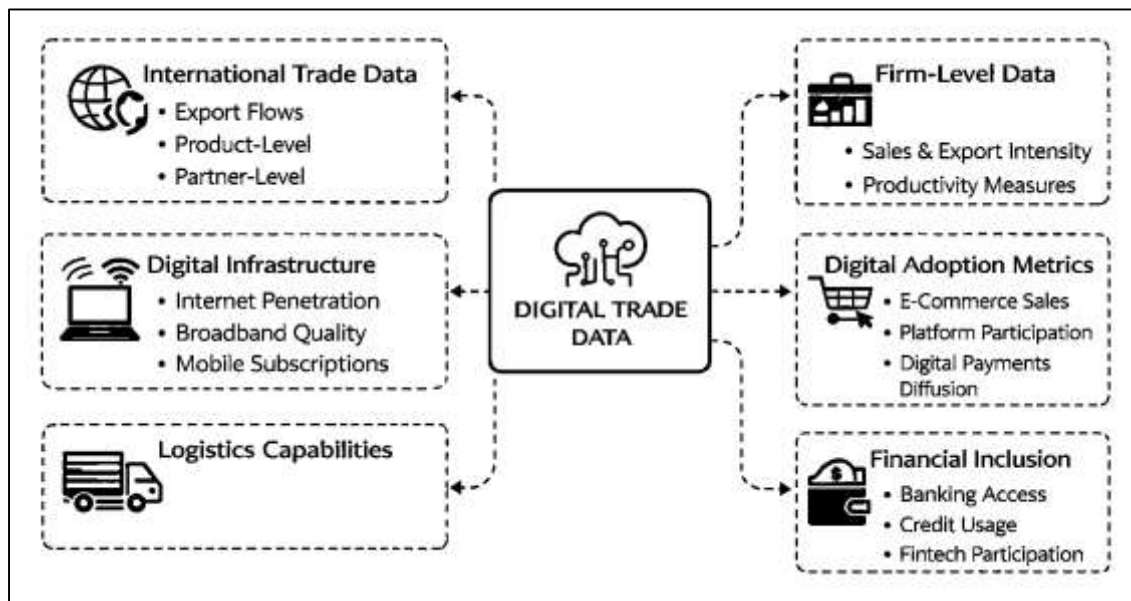 International Trade Data
• Export Flows
• Product-Level
• Partner-Level
Digital Infrastructure
• Internet Penetration
• Broadband Quality
• Mobile Subscriptions
Logistics Capabilities
DIGITAL TRADE
DATA
Firm-Level Data
• Sales & Export Intensity
• Productivity Measures
Digital Adoption Metrics
• E-Commerce Sales
• Platform Participation
• Digital Payments
Diffusion
$
Financial Inclusion
• Banking Access
• Credit Usage
• Fintech Participation